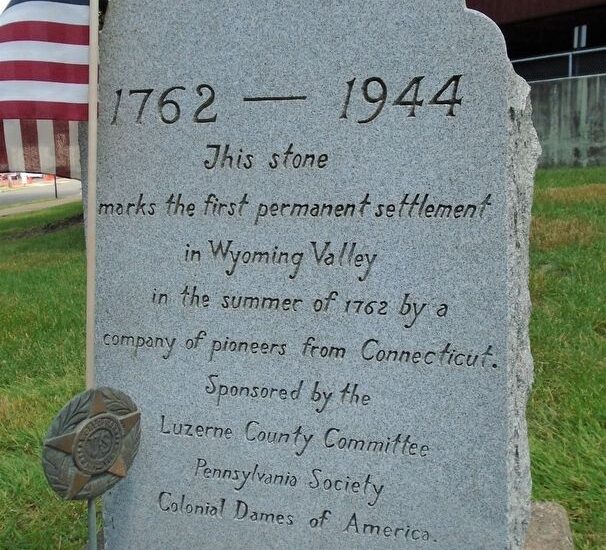 1762 — 1944
This stone
marks the first permanent settlement
in Wyoming Valley
in the summer of 1762 by a
company of pioneers from Connecticut.
Sponsored by the
Luzerne County Committee
Pennsylvania Society
Colonial Dames of America.